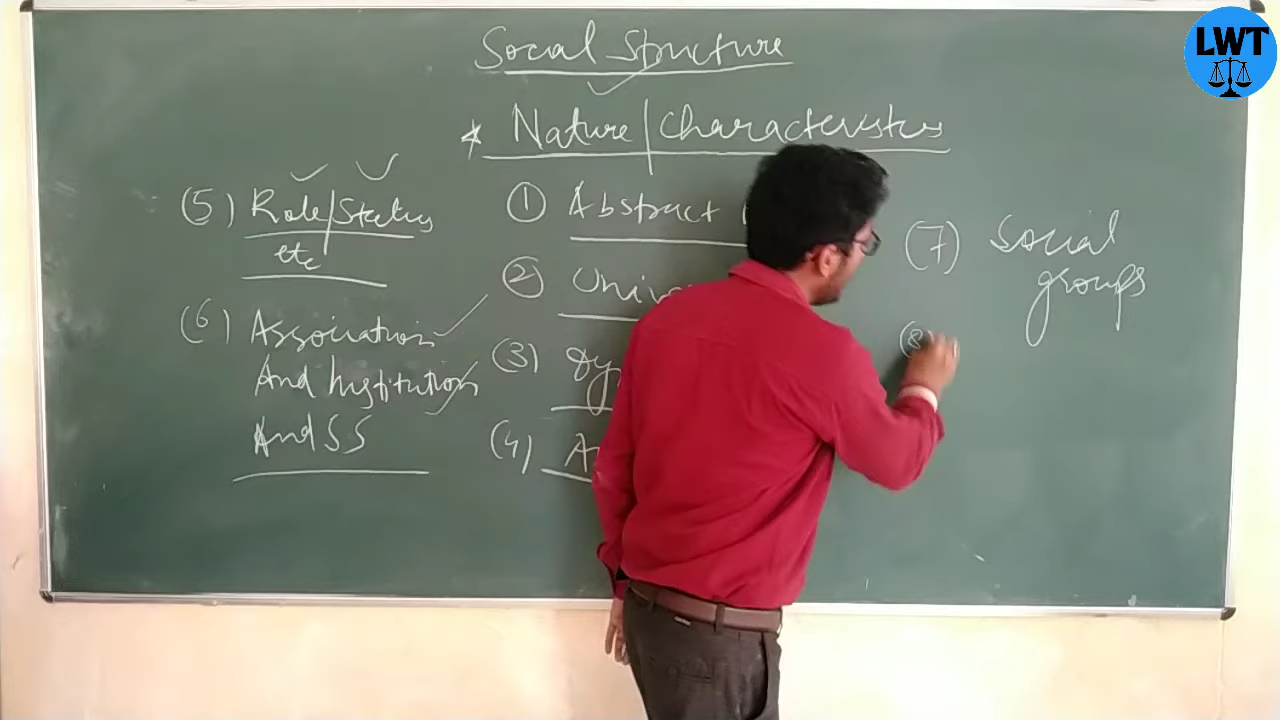 Social Structure
* Nature/Characteristics
(5) Role/Status
etc
(6) Association
And Institution
And SS
① Abstract
②
(3)
(4)
(7) Social
groups
(8)
LWT